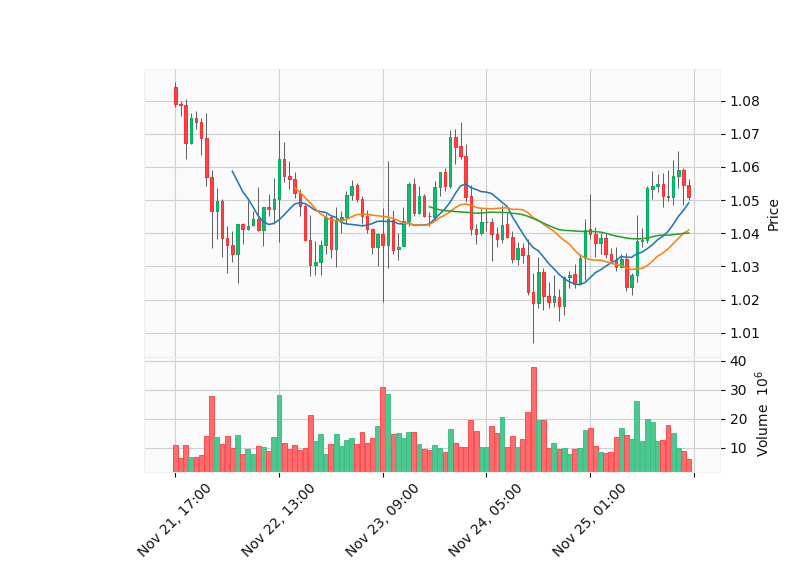 1.08
1.07
1.06
1.05
1.04
1.03
1.02
1.01
Price
40
30
20
10
Volume 10^6
Nov 21, 17:00
Nov 22, 13:00
Nov 23, 09:00
Nov 24, 05:00
Nov 25, 01:00